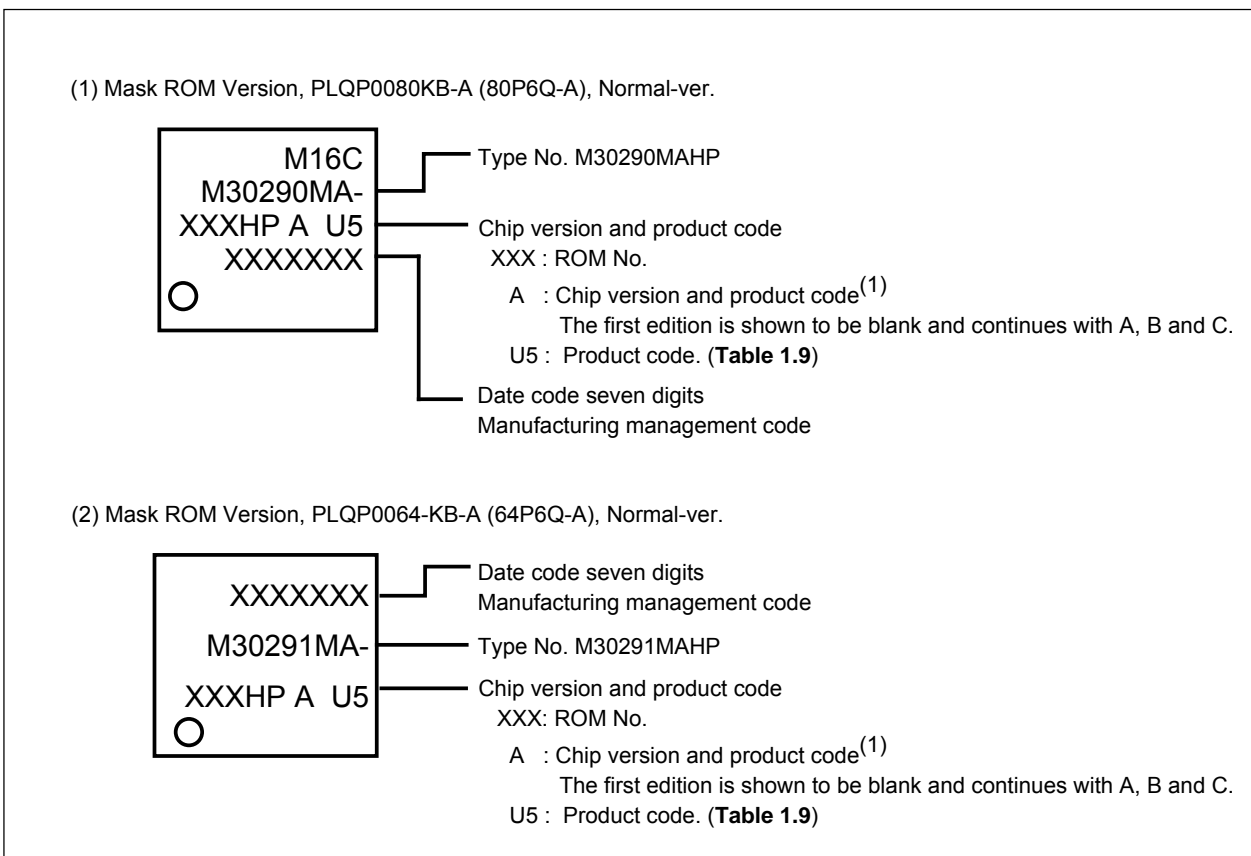 (1) Mask ROM Version, PLQP0080KB-A (80P6Q-A), Normal-ver.
M16C
M30290MA-
XXXHP A U5
XXXXXXX
Type No. M30290MAHP
Chip version and product code
XXX : ROM No.
A : Chip version and product code(1)
The first edition is shown to be blank and continues with A, B and C.
U5 : Product code. (Table 1.9)
Date code seven digits
Manufacturing management code
(2) Mask ROM Version, PLQP0064-KB-A (64P6Q-A), Normal-ver.
XXXXXXX
M30291MA-
XXXHP A U5
Date code seven digits
Manufacturing management code
Type No. M30291MAHP
Chip version and product code
XXX: ROM No.
A : Chip version and product code(1)
The first edition is shown to be blank and continues with A, B and C.
U5 : Product code. (Table 1.9)